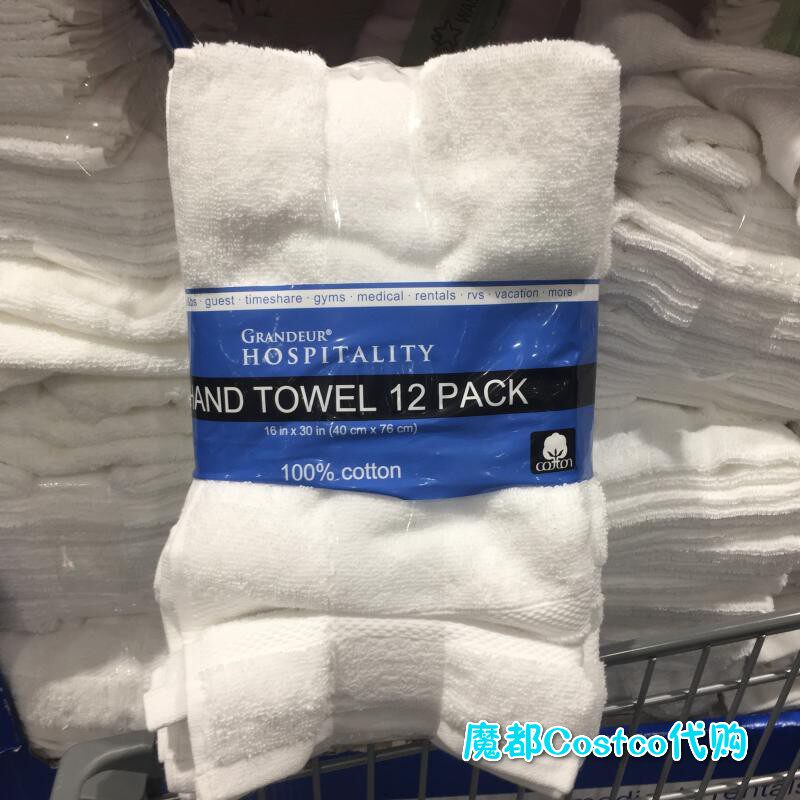 guest · timeshare · gyms · medical · rentals · rvs · vacation · more
GRANDEUR®
HOSPITALITY
HAND TOWEL 12 PACK
16 in x 30 in (40 cm x 76 cm)
100% cotton
cotton
魔都Costco代购
rentals